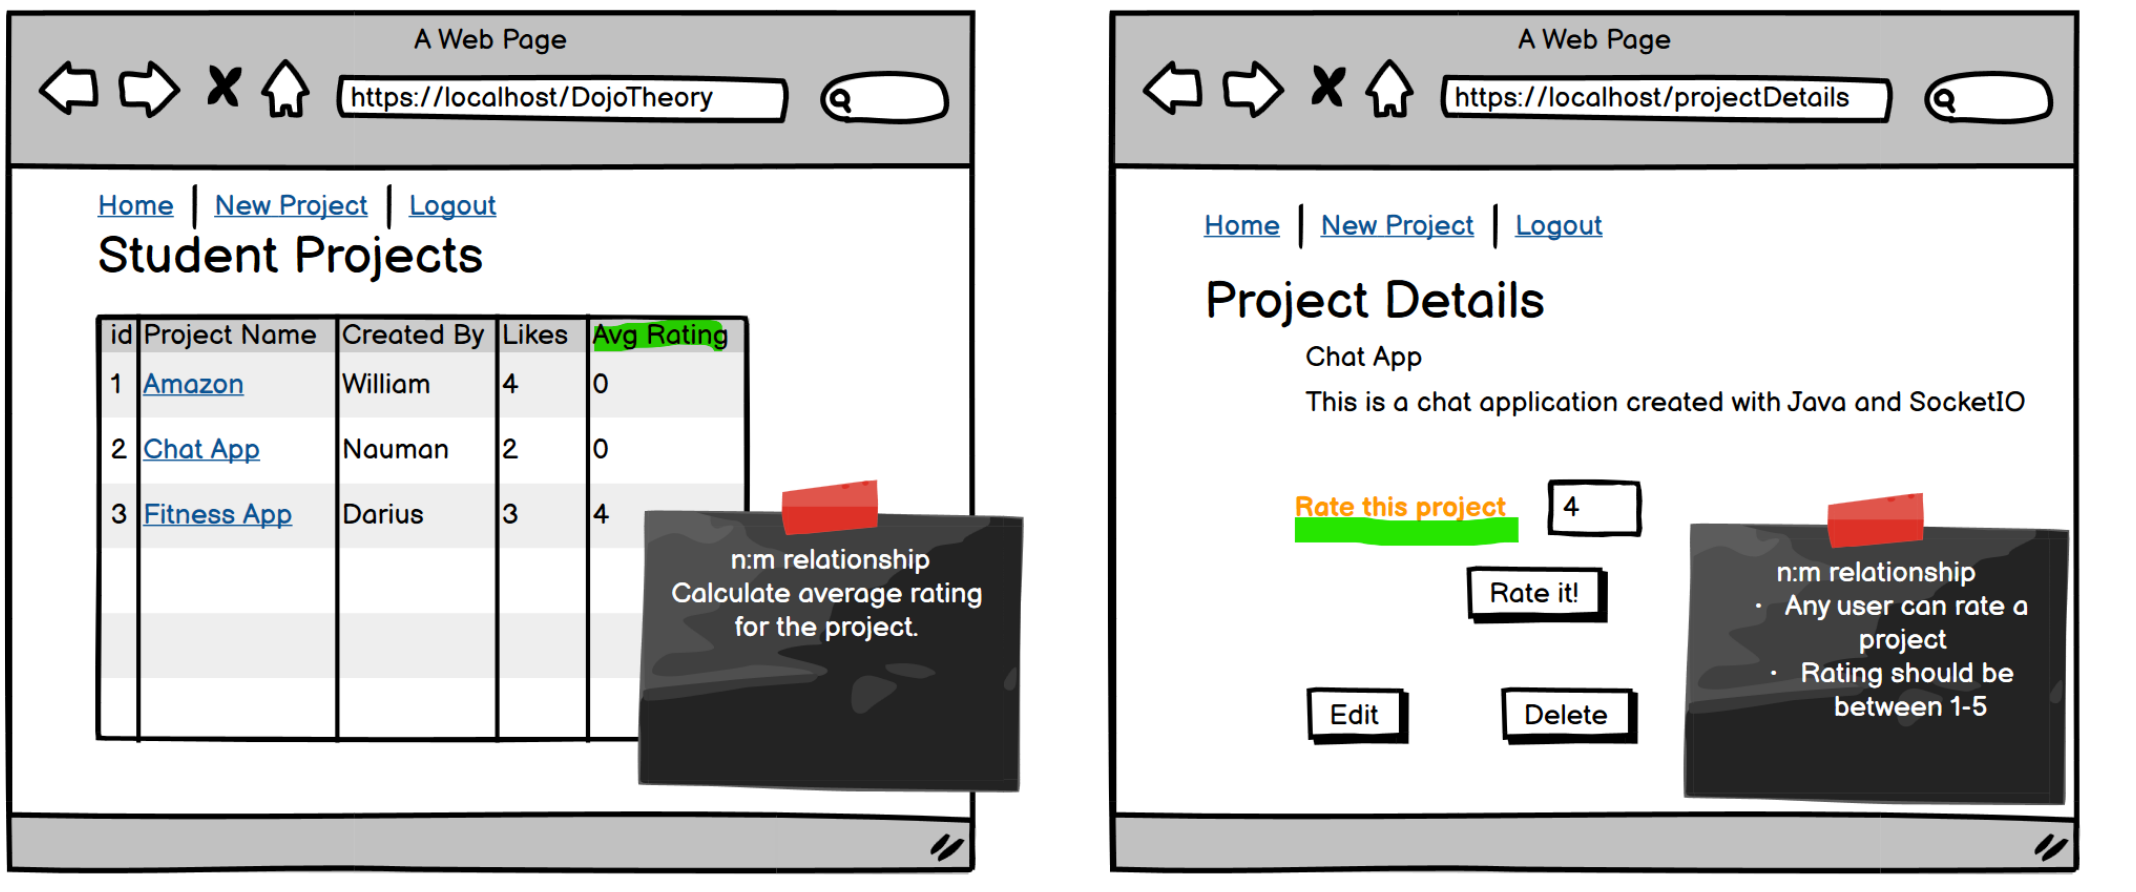 A Web Page
https://localhost/DojoTheory
Home New Project Logout
Student Projects
id Project Name Created By Likes Avg Rating
1 Amazon William 4 0
2 Chat App Nauman 2 0
3 Fitness App Darius 3 4
n:m relationship
Calculate average rating
for the project.
A Web Page
https://localhost/projectDetails
Home New Project Logout
Project Details
Chat App
This is a chat application created with Java and SocketIO
Rate this project 4
Rate it!
Edit Delete
n:m relationship
• Any user can rate a
project
• Rating should be
between 1-5